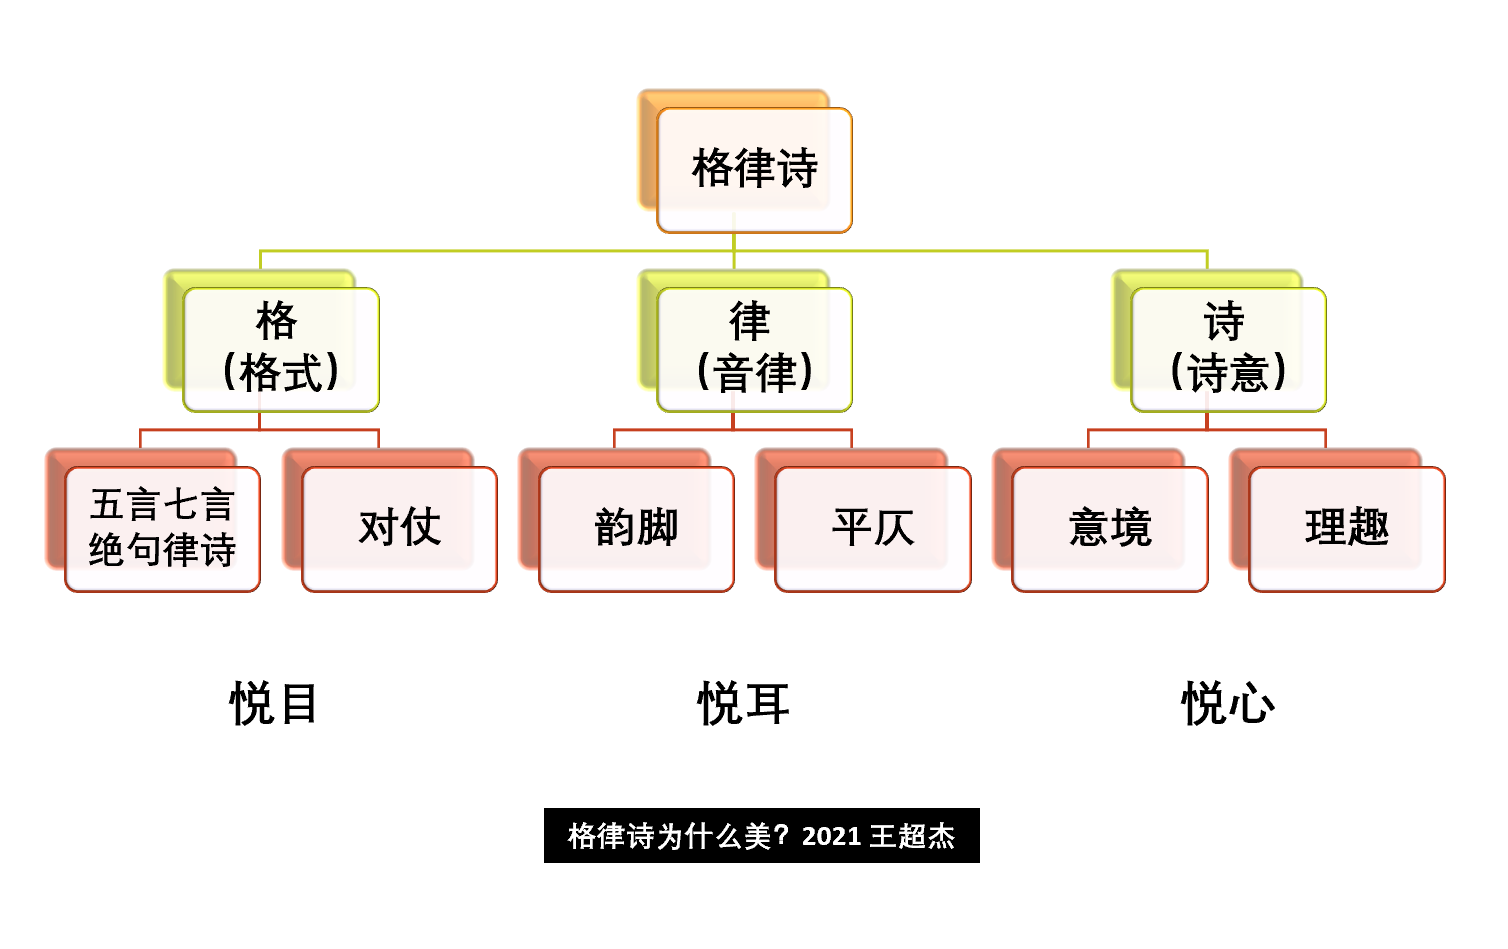 格律诗
格
（格式）
律
（音律）
诗
（诗意）
五言七言
绝句律诗
对仗
韵脚
平仄
意境
理趣
悦目
悦耳
悦心
格律诗为什么美？2021 王超杰